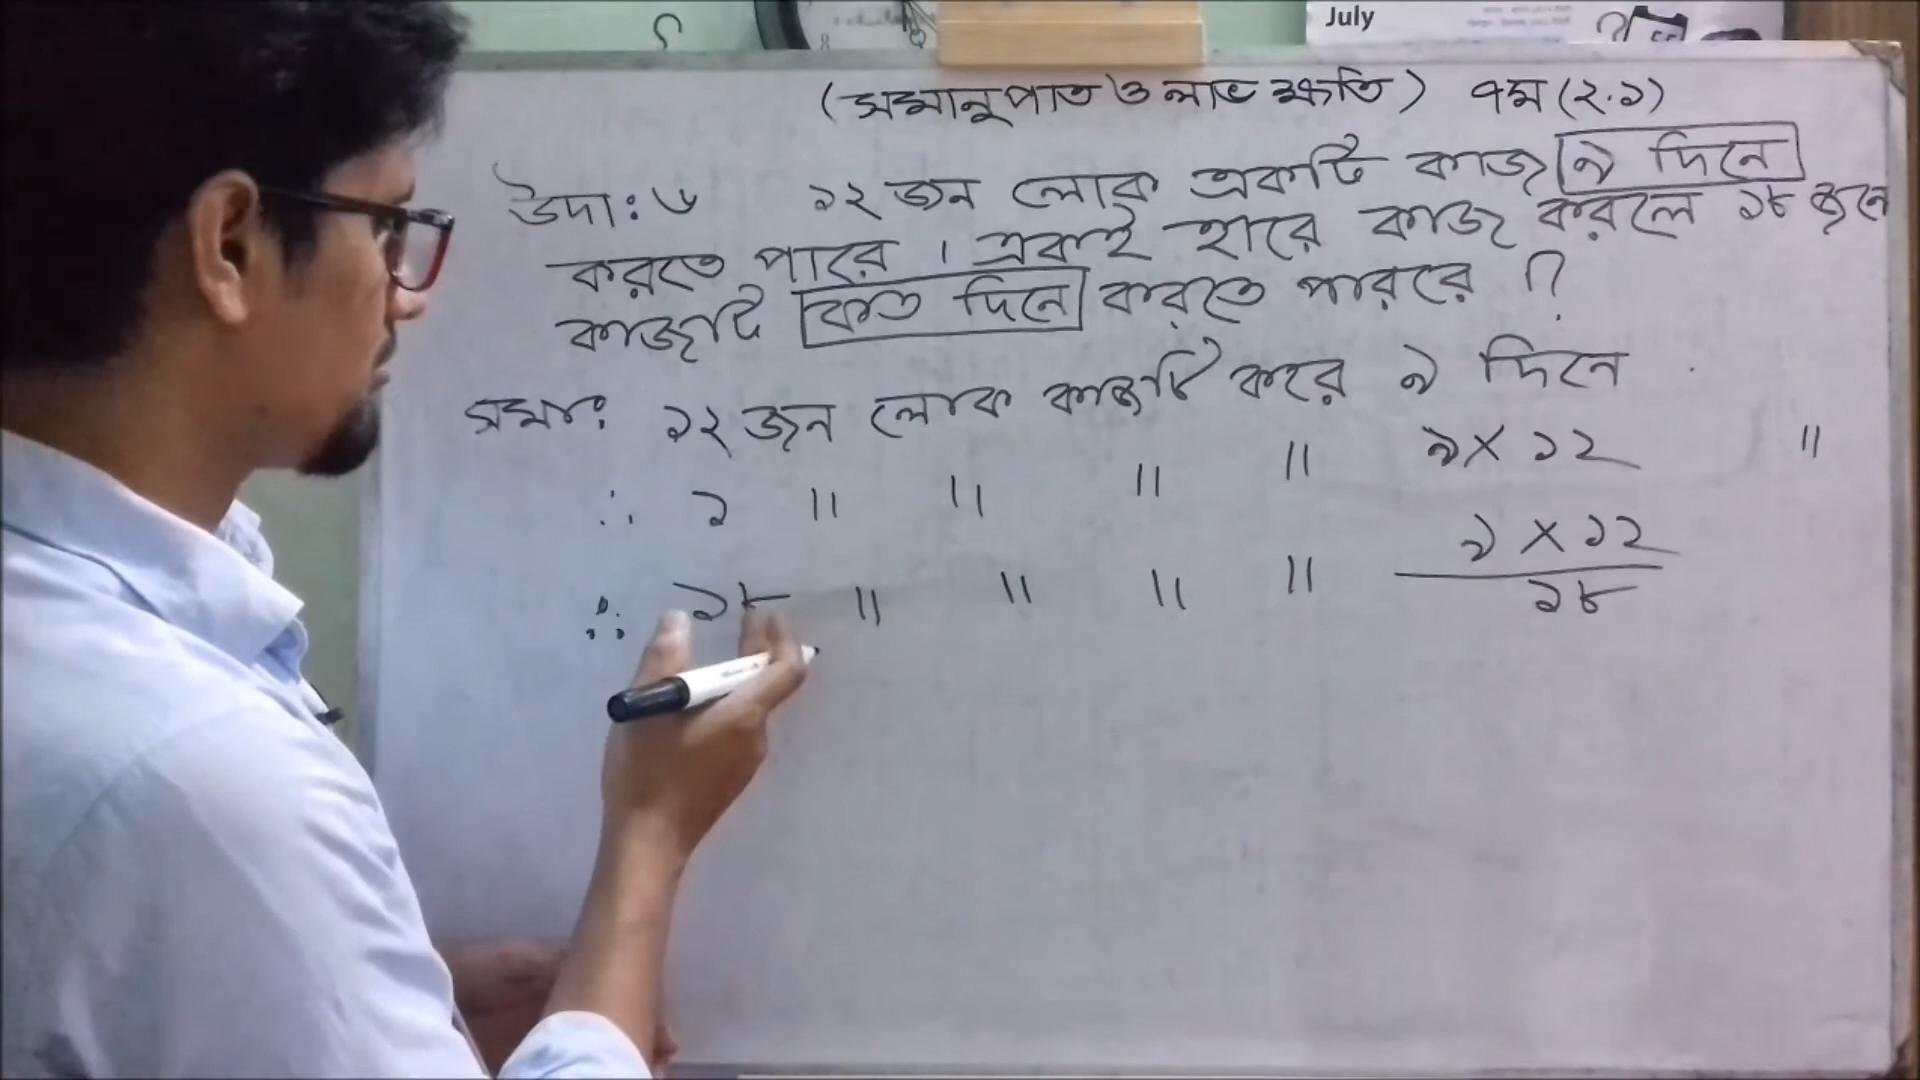 July
(সমানুপাত ও লাভ ক্ষতি) ৭ম (২.১)
উদা: ৬ ১২ জন লোক একটি কাজ ৯ দিনে
করতে পারে । একই হারে কাজ করলে ১৮ জনে
কাজটি কত দিনে করতে পারবে ?
সমা: ১২ জন লোক কাজটি করে ৯ দিনে
∴ ১ " " " " ৯ × ১২ "
∴ ১৮ " " " " ৯ × ১২
১৮